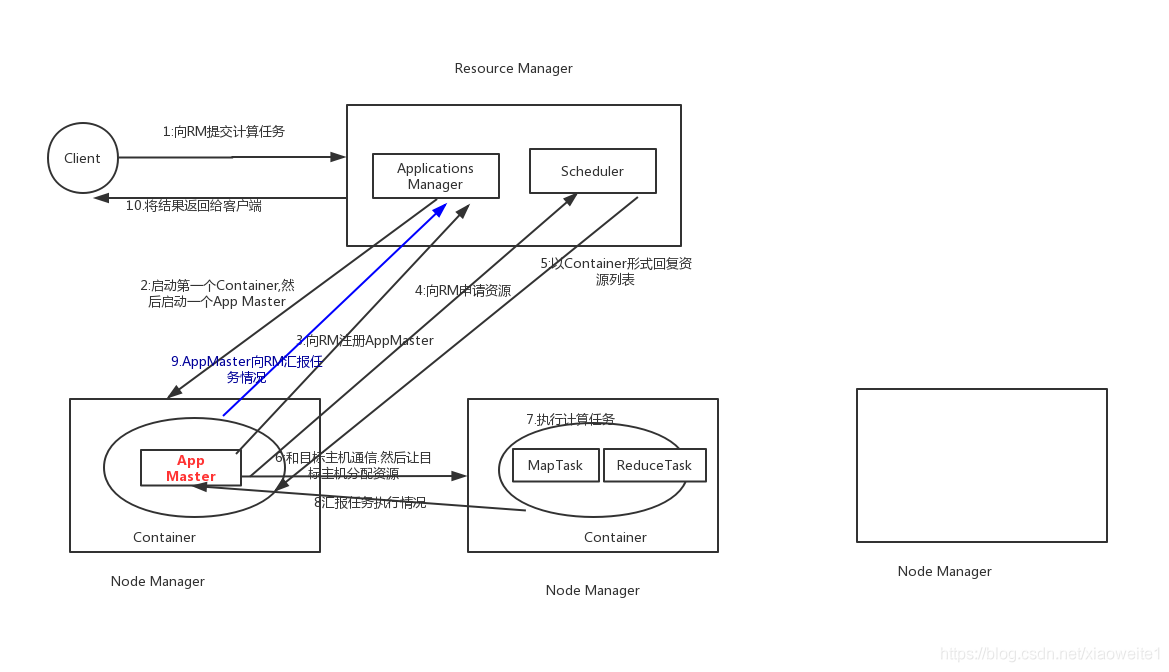 Resource Manager
1:向RM提交计算任务
Client
Applications
Manager
Scheduler
10.将结果返回给客户端
5:以Container形式回复资
源列表
2:启动第一个Container,然
后启动一个App Master
4:向RM申请资源
3:向RM注册AppMaster
9.AppMaster向RM汇报任
务情况
7.执行计算任务
App
Master
6:和目标主机通信.然后让目
标主机分配资源
MapTask
ReduceTask
8汇报任务执行情况
Container
Container
Node Manager
Node Manager
Node Manager
https://blog.csdn.net/xiaoweite1